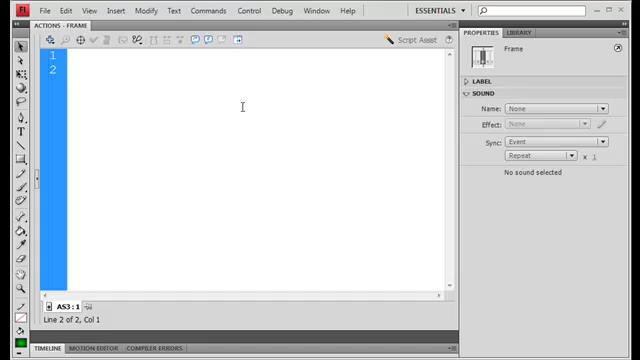 Fl File Edit View Insert Modify Text Commands Control Debug Window Help ESSENTIALS
ACTIONS - FRAME
Script Assist
1
2
AS3 : 1
Line 2 of 2, Col 1
TIMELINE MOTION EDITOR COMPILER ERRORS
PROPERTIES LIBRARY
Frame
LABEL
SOUND
Name: None
Effect: None
Sync: Event
Repeat x 1
No sound selected